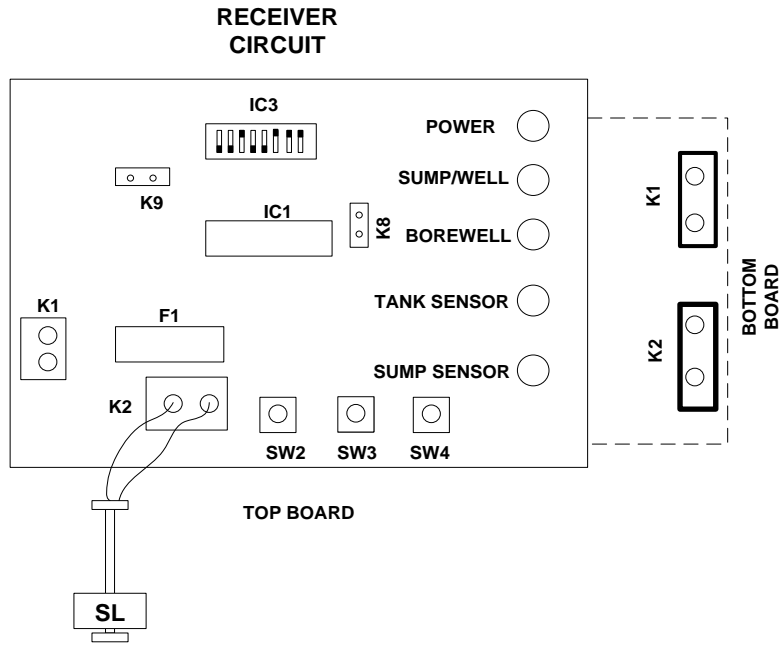 RECEIVER
CIRCUIT
IC3
POWER
SUMP/WELL
K9
IC1
K8
BOREWELL
K1
TANK SENSOR
K1
F1
SUMP SENSOR
K2
K2
BOTTOM
BOARD
SW2
SW3
SW4
TOP BOARD
SL